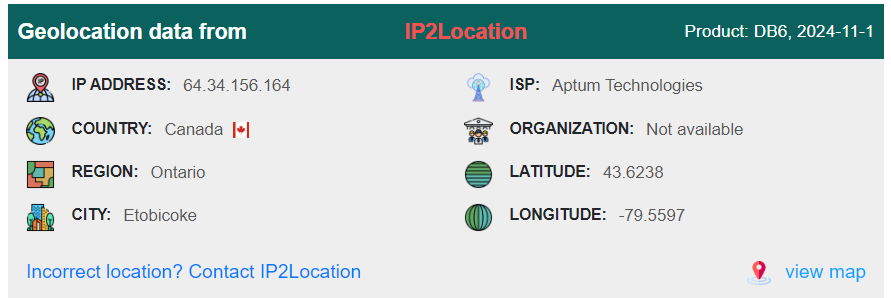 Geolocation data from IP2Location Product: DB6, 2024-11-1
IP ADDRESS: 64.34.156.164 ISP: Aptum Technologies
COUNTRY: Canada ORGANIZATION: Not available
REGION: Ontario LATITUDE: 43.6238
CITY: Etobicoke LONGITUDE: -79.5597
Incorrect location? Contact IP2Location view map